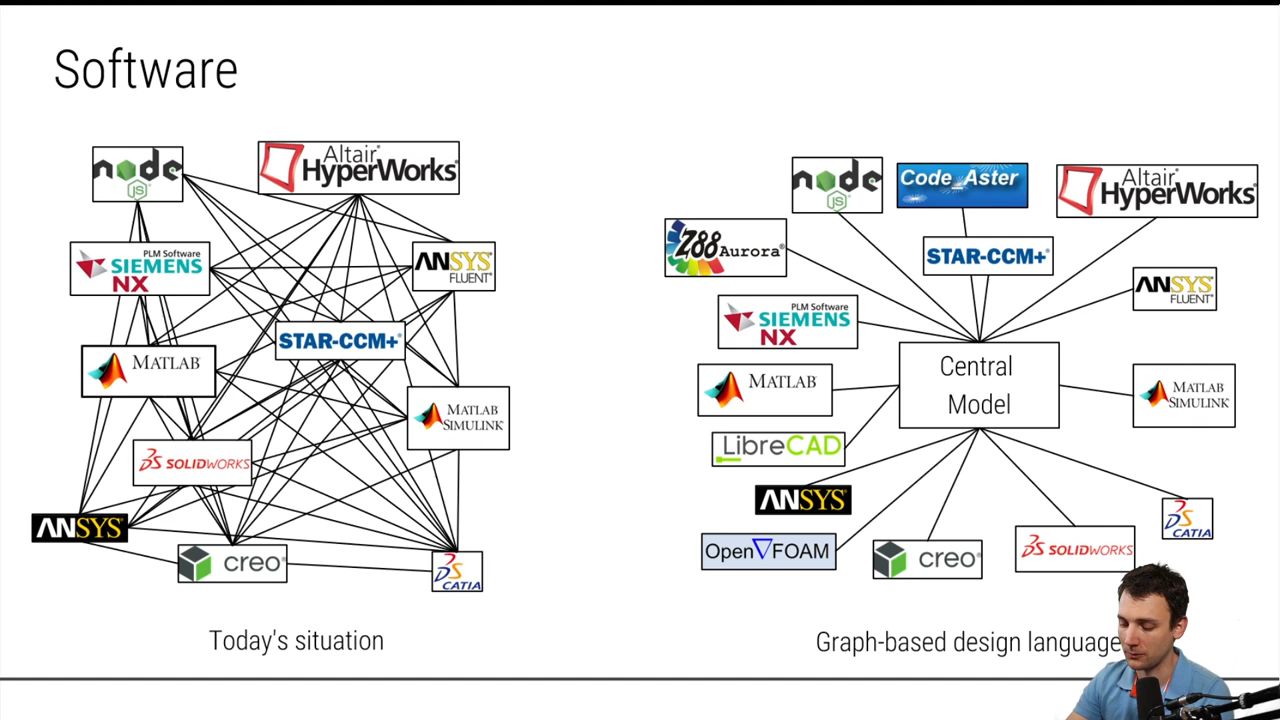 Software
node
JS
Altair®
HyperWorks®
PLM Software
SIEMENS
NX
ANSYS®
FLUENT®
STAR-CCM+®
MATLAB®
MATLAB
SIMULINK
SOLIDWORKS
ANSYS®
creo®
CATIA
Today's situation
node
JS
Code_Aster
Altair®
HyperWorks®
Z88
Aurora®
STAR-CCM+®
ANSYS®
FLUENT®
PLM Software
SIEMENS
NX
Central
Model
MATLAB®
MATLAB
SIMULINK
LibreCAD
ANSYS®
CATIA
OpenFOAM
creo®
SOLIDWORKS
Graph-based design language